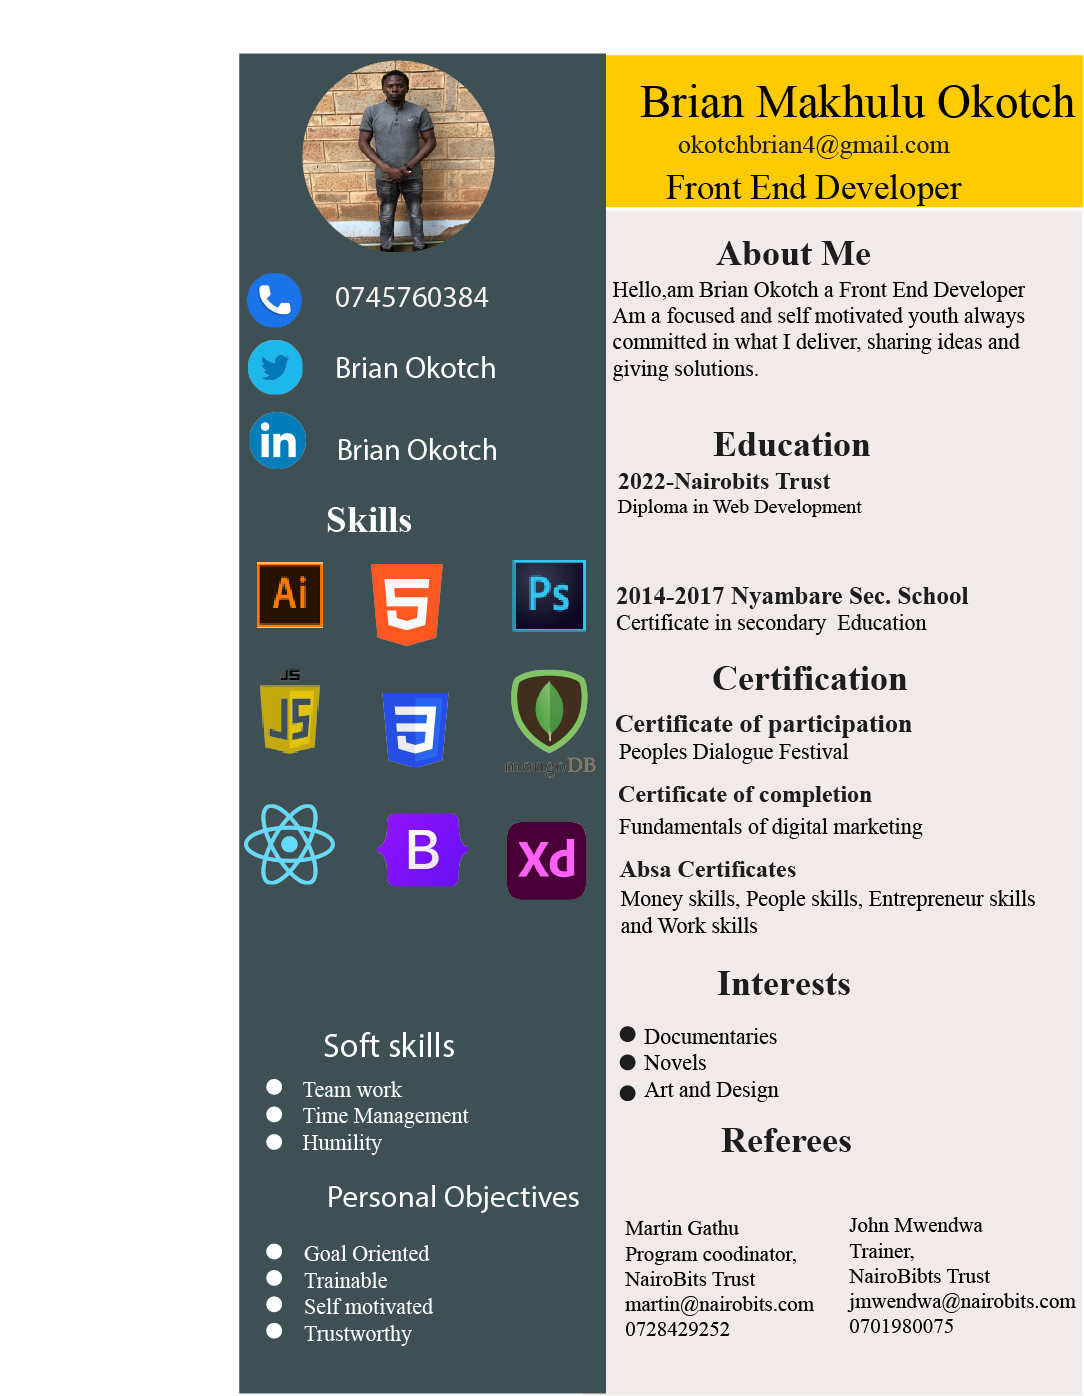 Brian Makhulu Okotch
okotchbrian4@gmail.com
Front End Developer
0745760384
Brian Okotch
in
Brian Okotch
Skills
Ai
5
Ps
JS
JS
3
mongoDB
B
Xd
Soft skills
Team work
Time Management
Humility
Personal Objectives
Goal Oriented
Trainable
Self motivated
Trustworthy
About Me
Hello,am Brian Okotch a Front End Developer
Am a focused and self motivated youth always
committed in what I deliver, sharing ideas and
giving solutions.
Education
2022-Nairobits Trust
Diploma in Web Development
2014-2017 Nyambare Sec. School
Certificate in secondary  Education
Certification
Certificate of participation
Peoples Dialogue Festival
Certificate of completion
Fundamentals of digital marketing
Absa Certificates
Money skills, People skills, Entrepreneur skills
and Work skills
Interests
Documentaries
Novels
Art and Design
Referees
Martin Gathu
Program coodinator,
NairoBits Trust
martin@nairobits.com
0728429252
John Mwendwa
Trainer,
NairoBibts Trust
jmwendwa@nairobits.com
0701980075